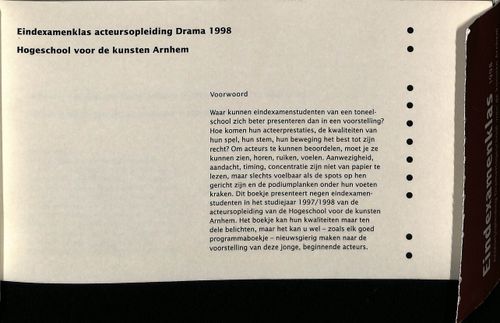 Eindexamenklas acteursopleiding Drama 1998
Hogeschool voor de kunsten Arnhem
Voorwoord
Waar kunnen eindexamenstudenten van een toneel-
school zich beter presenteren dan in een voorstelling?
Hoe komen hun acteerprestaties, de kwaliteiten van
hun spel, hun stem, hun beweging het best tot zijn
recht? Om acteurs te kunnen beoordelen, moet je ze
kunnen zien, horen, ruiken, voelen. Aanwezigheid,
aandacht, timing, concentratie zijn niet van papier te
lezen, maar slechts voelbaar als de spots op hen
gericht zijn en de podiumplanken onder hun voeten
kraken. Dit boekje presenteert negen eindexamen-
studenten in het studiejaar 1997/1998 van de
acteursopleiding van de Hogeschool voor de kunsten
Arnhem. Het boekje kan hun kwaliteiten maar ten
dele belichten, maar het kan u wel – zoals elk goed
programmaboekje – nieuwsgierig maken naar de
voorstelling van deze jonge, beginnende acteurs.
Eindexamenklas